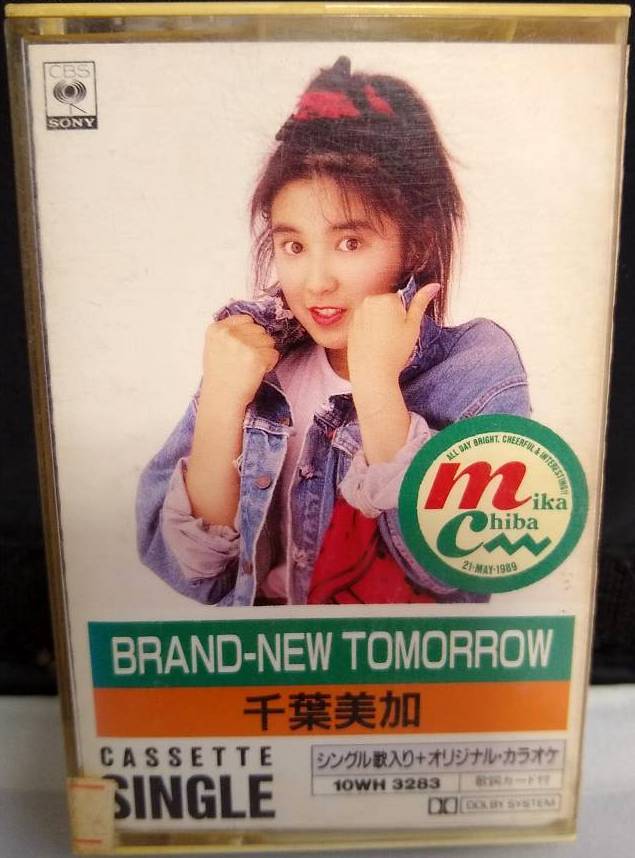 CBS
SONY
ALL DAY BRIGHT, CHEERFUL & INTERESTING!!
mika
chiba
21·MAY·1989
BRAND-NEW TOMORROW
千葉美加
CASSETTE
SINGLE
シングル歌入り+オリジナル・カラオケ
10WH 3283 歌詞カード付
DOLBY SYSTEM